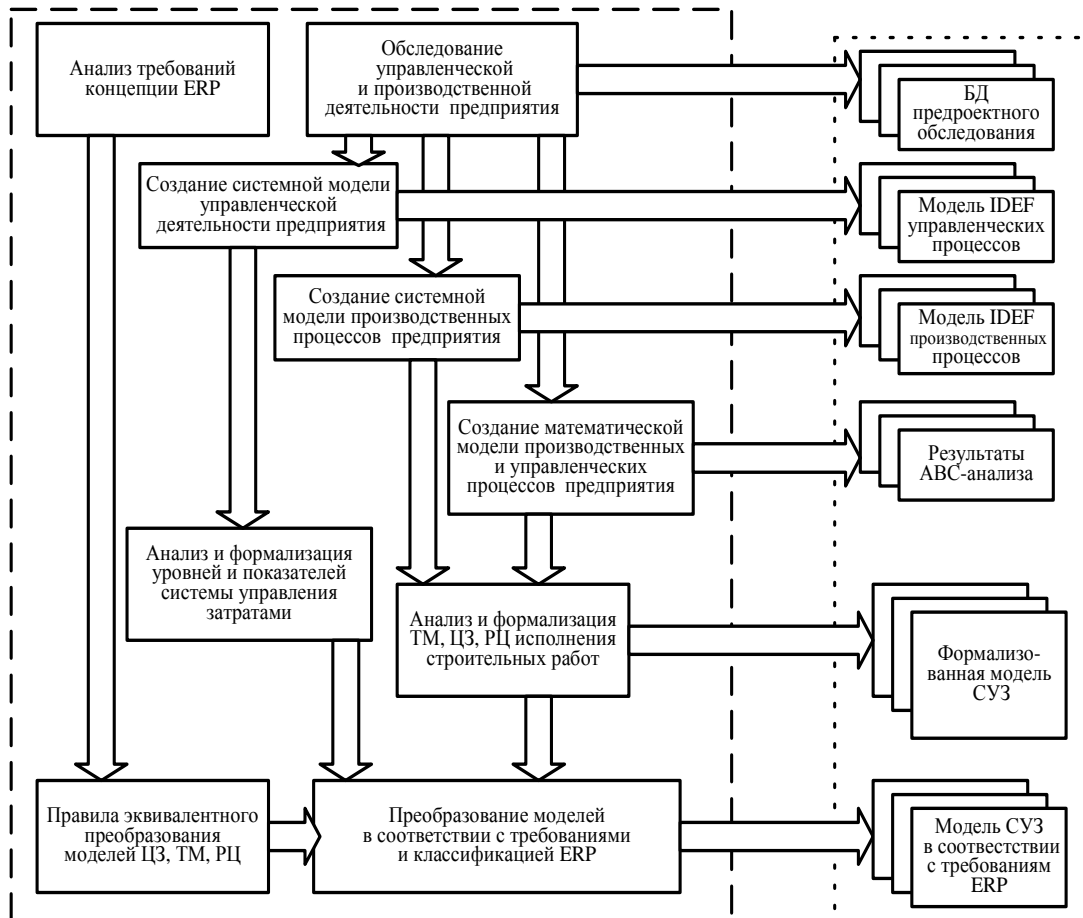 Анализ требований
концепции ERP
Обследование
управленческой
и производственной
деятельности предприятия
БД
предроектного
обследования
Создание системной модели
управленческой
деятельности предприятия
Модель IDEF
управленческих
процессов
Создание системной
модели производственных
процессов предприятия
Модель IDEF
производственных
процессов
Создание математической
модели производственных
и управленческих
процессов предприятия
Результаты
ABC-анализа
Анализ и формализация
уровней и показателей
системы управления
затратами
Анализ и формализация
ТМ, ЦЗ, РЦ исполнения
строительных работ
Формализо-
ванная модель
СУЗ
Правила эквивалентного
преобразования
моделей ЦЗ, ТМ, РЦ
Преобразование моделей
в соответствии с требованиями
и классификацией ERP
Модель СУЗ
в соотвестствии
с требованиям
ERP